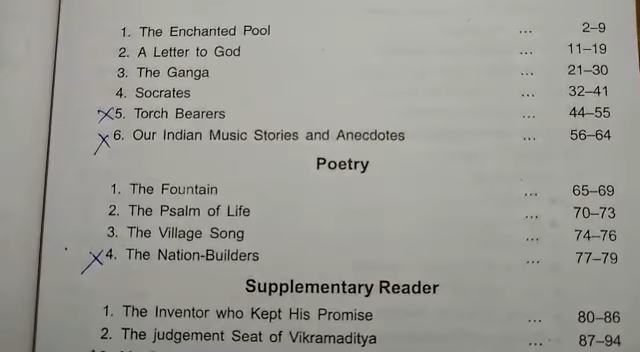 1. The Enchanted Pool ... 2–9
2. A Letter to God ... 11–19
3. The Ganga ... 21–30
4. Socrates ... 32–41
5. Torch Bearers ... 44–55
6. Our Indian Music Stories and Anecdotes ... 56–64
Poetry
1. The Fountain ... 65–69
2. The Psalm of Life ... 70–73
3. The Village Song ... 74–76
4. The Nation-Builders ... 77–79
Supplementary Reader
1. The Inventor who Kept His Promise ... 80–86
2. The judgement Seat of Vikramaditya ... 87–94